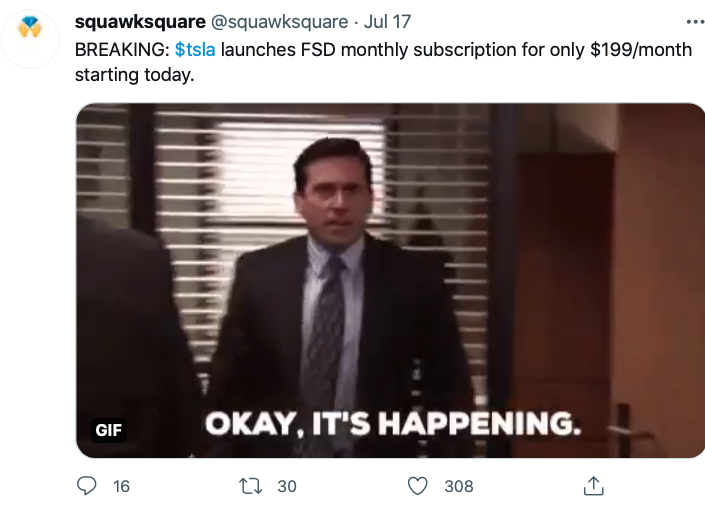 squawksquare @squawksquare · Jul 17
BREAKING: $tsla launches FSD monthly subscription for only $199/month
starting today.
OKAY, IT'S HAPPENING.
GIF
16 30 308